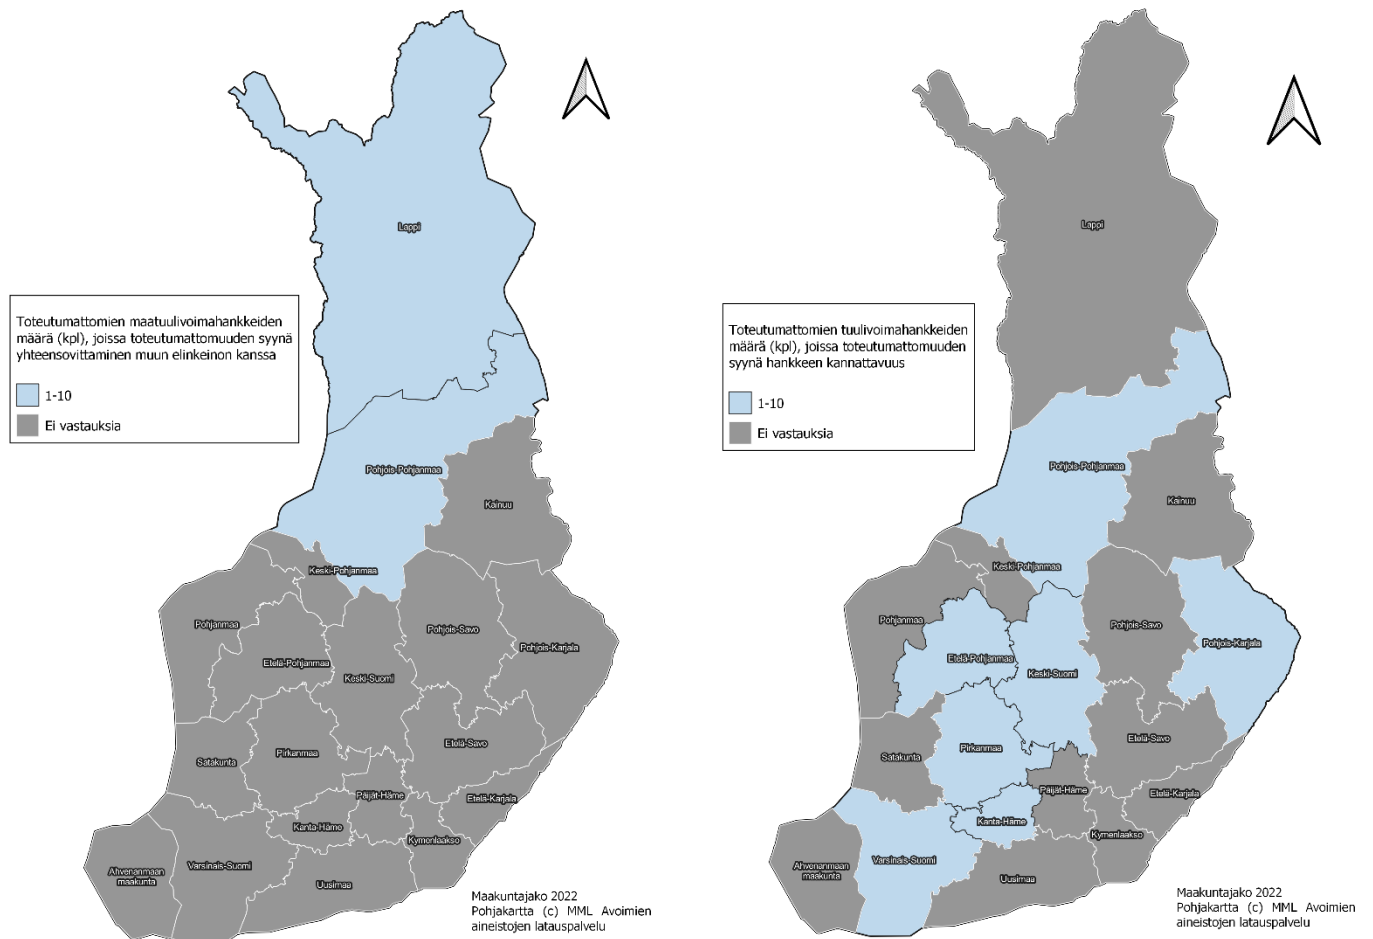 Lappi
Toteutumattomien maatuulivoimahankkeiden
määrä (kpl), joissa toteutumattomuuden syynä
yhteensovittaminen muun elinkeinon kanssa
1-10
Ei vastauksia
Pohjois-Pohjanmaa
Kainuu
Keski-Pohjanmaa
Pohjanmaa
Pohjois-Savo
Pohjois-Karjala
Etelä-Pohjanmaa
Keski-Suomi
Etelä-Savo
Pirkanmaa
Satakunta
Päijät-Häme
Etelä-Karjala
Kanta-Häme
Kymenlaakso
Varsinais-Suomi
Ahvenanmaan
maakunta
Uusimaa
Maakuntajako 2022
Pohjakartta (c) MML Avoimien
aineistojen latauspalvelu
Lappi
Toteutumattomien tuulivoimahankkeiden
määrä (kpl), joissa toteutumattomuuden
syynä hankkeen kannattavuus
1-10
Ei vastauksia
Pohjois-Pohjanmaa
Kainuu
Keski-Pohjanmaa
Pohjanmaa
Pohjois-Savo
Pohjois-Karjala
Etelä-Pohjanmaa
Keski-Suomi
Etelä-Savo
Pirkanmaa
Satakunta
Päijät-Häme
Etelä-Karjala
Kanta-Häme
Kymenlaakso
Varsinais-Suomi
Ahvenanmaan
maakunta
Uusimaa
Maakuntajako 2022
Pohjakartta (c) MML Avoimien
aineistojen latauspalvelu